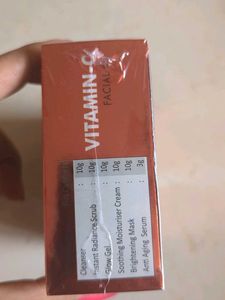 VITAMIN-C
FACIAL
Cleanser : 10g
Instant Radiance Scrub : 10g
Glow Gel : 10g
Soothing Moisturiser Cream : 10g
Brightening Mask : 10g
Anti Aging Serum : 3g